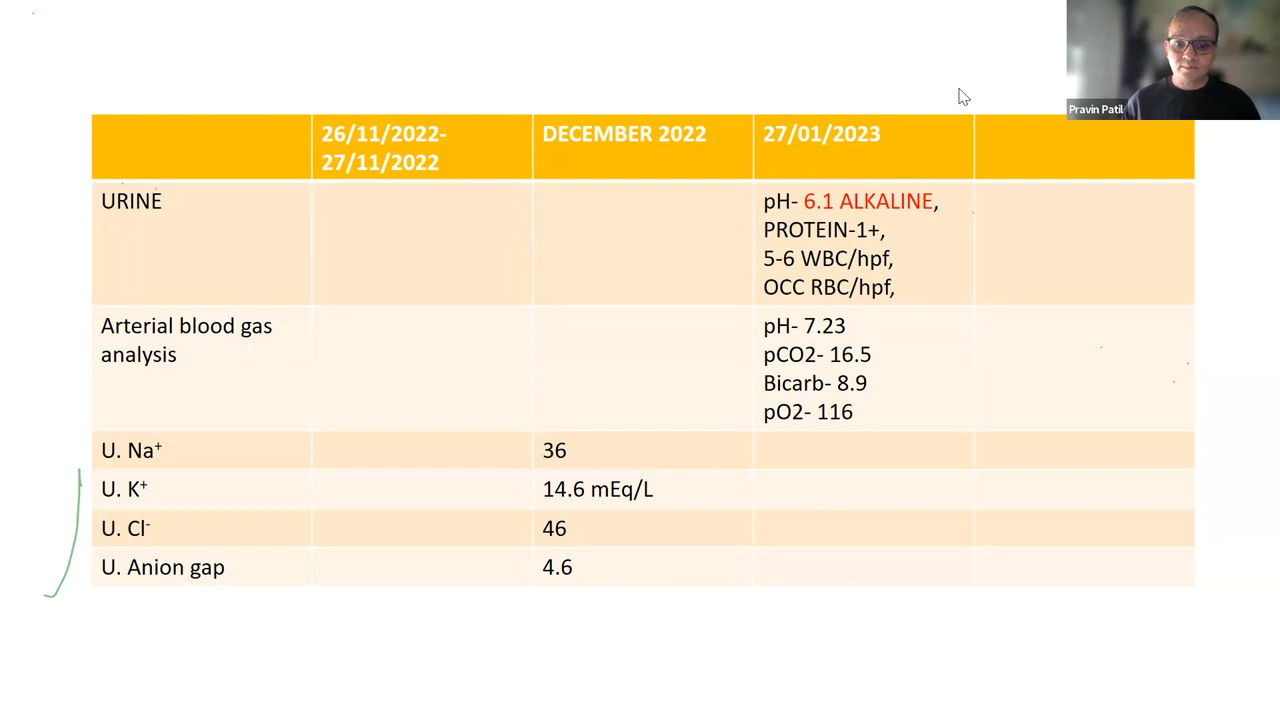 Pravin Patil
26/11/2022-
27/11/2022
DECEMBER 2022
27/01/2023
URINE
pH- 6.1 ALKALINE,
PROTEIN-1+,
5-6 WBC/hpf,
OCC RBC/hpf,
Arterial blood gas
analysis
pH- 7.23
pCO2- 16.5
Bicarb- 8.9
pO2- 116
U. Na⁺
36
U. K⁺
14.6 mEq/L
U. Cl⁻
46
U. Anion gap
4.6